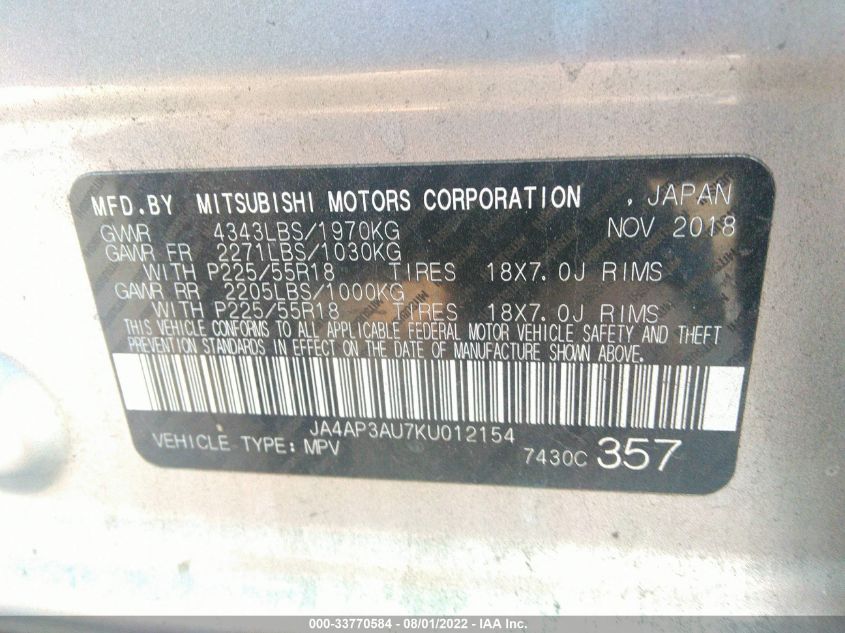 MFD.BY MITSUBISHI MOTORS CORPORATION , JAPAN
GVWR 4343LBS/1970KG NOV 2018
GAWR FR 2271LBS/1030KG
WITH P225/55R18 TIRES 18X7.0J RIMS
GAWR RR 2205LBS/1000KG
WITH P225/55R18 TIRES 18X7.0J RIMS
THIS VEHICLE CONFORMS TO ALL APPLICABLE FEDERAL MOTOR VEHICLE SAFETY AND THEFT
PREVENTION STANDARDS IN EFFECT ON THE DATE OF MANUFACTURE SHOWN ABOVE.
JA4AP3AU7KU012154
VEHICLE TYPE: MPV 7430C 357
000-33770584 - 08/01/2022 - IAA Inc.